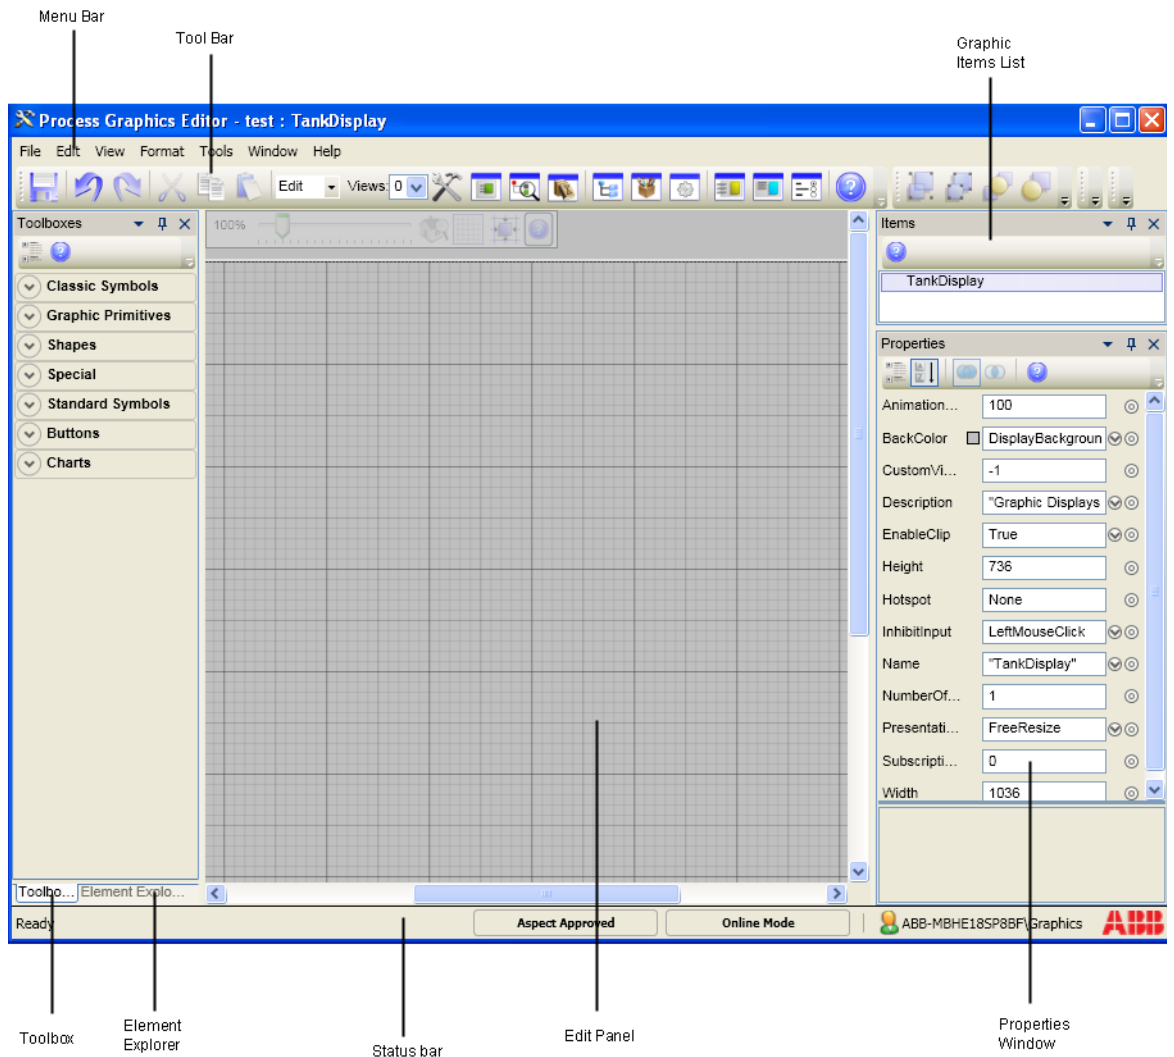 Menu Bar
Tool Bar
Graphic
Items List
Process Graphics Editor - test : TankDisplay
File Edit View Format Tools Window Help
Edit Views: 0
Toolboxes
100%
Items
Classic Symbols
Graphic Primitives
Shapes
Special
Standard Symbols
Buttons
Charts
TankDisplay
Properties
Animation... 100
BackColor DisplayBackgroun
CustomVi... -1
Description "Graphic Displays
EnableClip True
Height 736
Hotspot None
InhibitInput LeftMouseClick
Name "TankDisplay"
NumberOf... 1
Presentati... FreeResize
Subscripti... 0
Width 1036
Toolbo... Element Explo...
Ready Aspect Approved Online Mode ABB-MBHE18SP8BF\Graphics ABB
Toolbox
Element
Explorer
Status bar
Edit Panel
Properties
Window